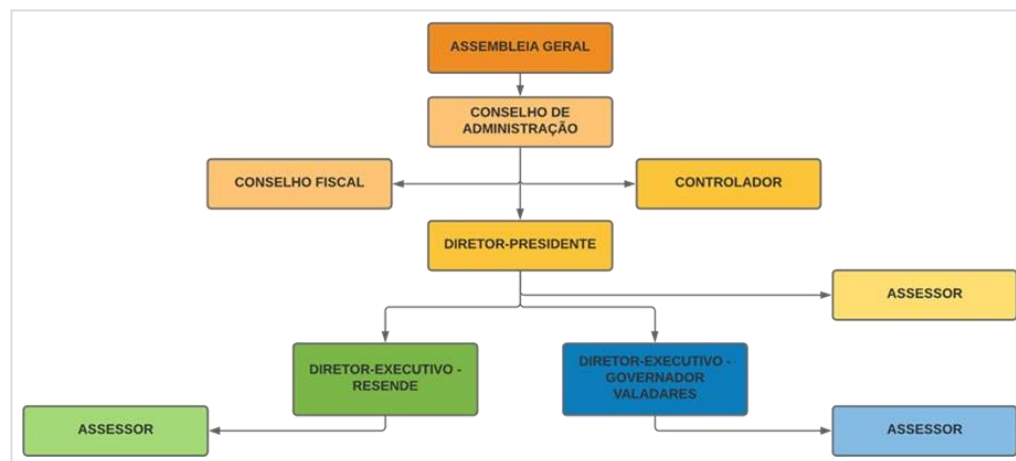 ASSEMBLEIA GERAL
CONSELHO DE
ADMINISTRAÇÃO
CONSELHO FISCAL
CONTROLADOR
DIRETOR-PRESIDENTE
ASSESSOR
DIRETOR-EXECUTIVO -
RESENDE
DIRETOR-EXECUTIVO -
GOVERNADOR
VALADARES
ASSESSOR
ASSESSOR